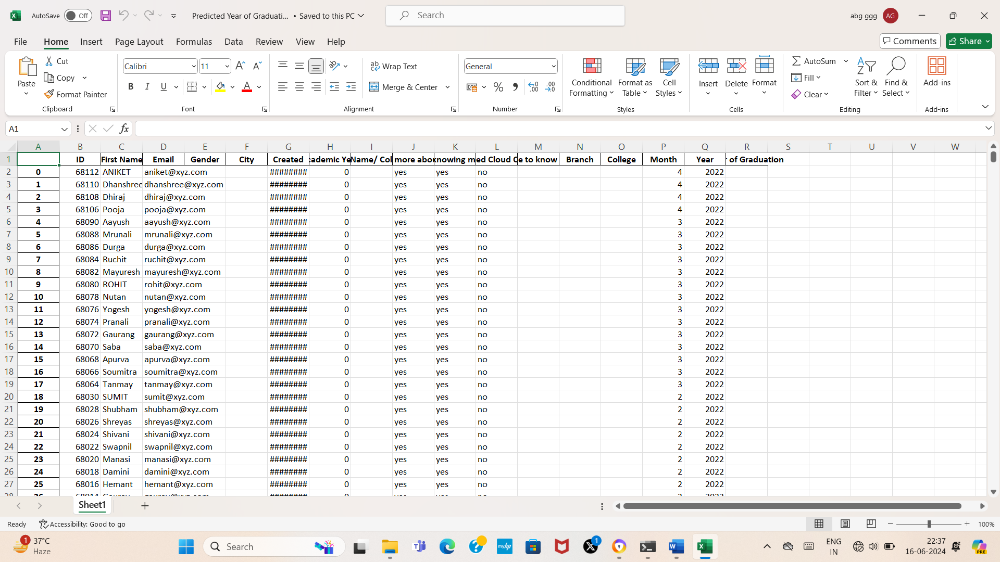 AutoSave Off Predicted Year of Graduati... • Saved to this PC Search abg ggg AG
File Home Insert Page Layout Formulas Data Review View Help Comments Share
Paste Cut Copy Format Painter Clipboard
Calibri 11 B I U A Font
Wrap Text Merge & Center Alignment
General % Number
Conditional Formatting Format as Table Cell Styles Styles
Insert Delete Format Cells
AutoSum Fill Clear Sort & Filter Find & Select Editing
Add-ins Add-ins
A1 fx
A B C D E F G H I J K L M N O P Q R S T U V W
1 ID First Name Email Gender City Created cademic Ye Name/ Col more abo knowing m ed Cloud C e to know Branch College Month Year r of Graduation
2 0 68112 ANIKET aniket@xyz.com ######## 0 yes yes no 4 2022
3 1 68110 Dhanshree dhanshree@xyz.com ######## 0 yes yes no 4 2022
4 2 68108 Dhiraj dhiraj@xyz.com ######## 0 yes yes no 4 2022
5 3 68106 Pooja pooja@xyz.com ######## 0 yes yes no 4 2022
6 4 68090 Aayush aayush@xyz.com ######## 0 yes yes no 3 2022
7 5 68088 Mrunali mrunali@xyz.com ######## 0 yes yes no 3 2022
8 6 68086 Durga durga@xyz.com ######## 0 yes yes no 3 2022
9 7 68084 Ruchit ruchit@xyz.com ######## 0 yes yes no 3 2022
10 8 68082 Mayuresh mayuresh@xyz.com ######## 0 yes yes no 3 2022
11 9 68080 ROHIT rohit@xyz.com ######## 0 yes yes no 3 2022
12 10 68078 Nutan nutan@xyz.com ######## 0 yes yes no 3 2022
13 11 68076 Yogesh yogesh@xyz.com ######## 0 yes yes no 3 2022
14 12 68074 Pranali pranali@xyz.com ######## 0 yes yes no 3 2022
15 13 68072 Gaurang gaurang@xyz.com ######## 0 yes yes no 3 2022
16 14 68070 Saba saba@xyz.com ######## 0 yes yes no 3 2022
17 15 68068 Apurva apurva@xyz.com ######## 0 yes yes no 3 2022
18 16 68066 Soumitra soumitra@xyz.com ######## 0 yes yes no 3 2022
19 17 68064 Tanmay tanmay@xyz.com ######## 0 yes yes no 3 2022
20 18 68030 SUMIT sumit@xyz.com ######## 0 yes yes no 2 2022
21 19 68028 Shubham shubham@xyz.com ######## 0 yes yes no 2 2022
22 20 68026 Shreyas shreyas@xyz.com ######## 0 yes yes no 2 2022
23 21 68024 Shivani shivani@xyz.com ######## 0 yes yes no 2 2022
24 22 68022 Swapnil swapnil@xyz.com ######## 0 yes yes no 2 2022
25 23 68020 Manasi manasi@xyz.com ######## 0 yes yes no 2 2022
26 24 68018 Damini damini@xyz.com ######## 0 yes yes no 2 2022
27 25 68016 Hemant hemant@xyz.com ######## 0 yes yes no 2 2022
Sheet1
Ready Accessibility: Good to go 100%
1 37°C Haze Search myhp 1 ENG IN 22:37 16-06-2024 PRE